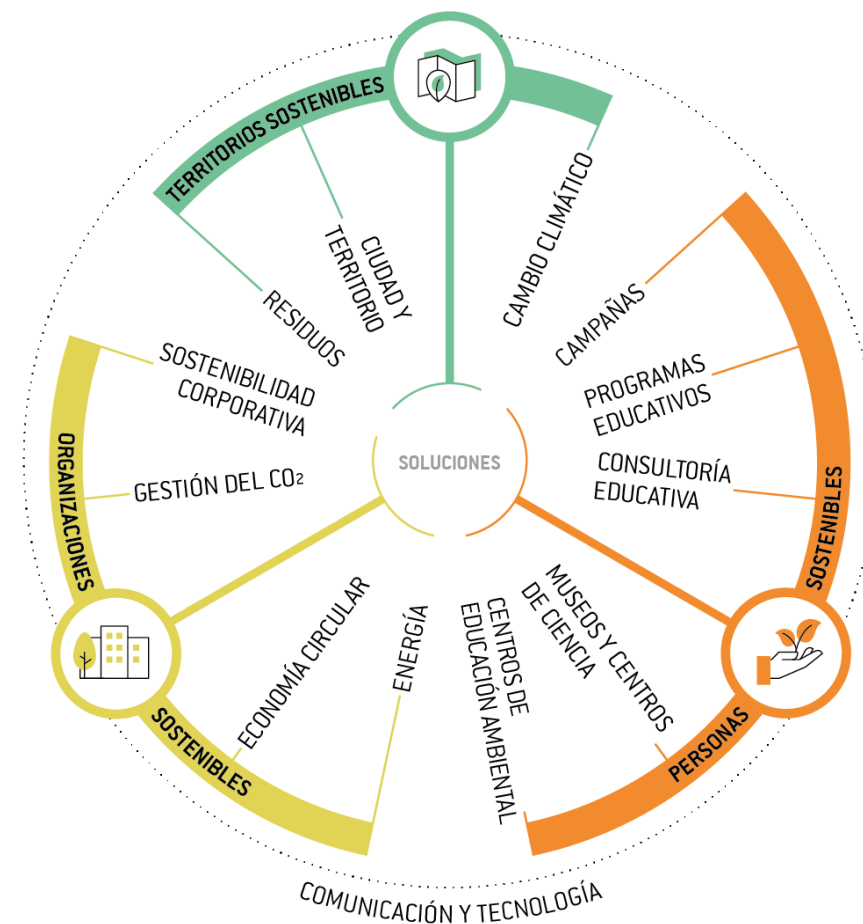 TERRITORIOS SOSTENIBLES
CAMBIO CLIMÁTICO
CIUDAD Y
TERRITORIO
RESIDUOS
CAMPAÑAS
PROGRAMAS
EDUCATIVOS
CONSULTORÍA
EDUCATIVA
SOSTENIBLES
PERSONAS
MUSEOS Y CENTROS
DE CIENCIA
CENTROS DE
EDUCACIÓN AMBIENTAL
SOLUCIONES
SOSTENIBILIDAD
CORPORATIVA
GESTIÓN DEL CO₂
ORGANIZACIONES
SOSTENIBLES
ECONOMÍA CIRCULAR
ENERGÍA
COMUNICACIÓN Y TECNOLOGÍA